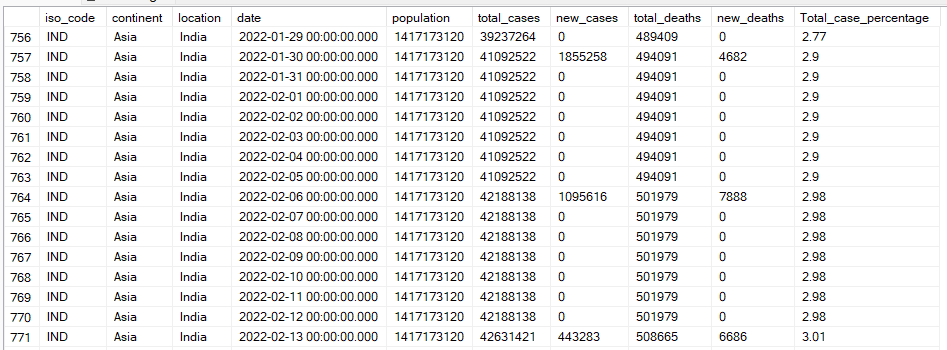 iso_code continent location date population total_cases new_cases total_deaths new_deaths Total_case_percentage
756 IND Asia India 2022-01-29 00:00:00.000 1417173120 39237264 0 489409 0 2.77
757 IND Asia India 2022-01-30 00:00:00.000 1417173120 41092522 1855258 494091 4682 2.9
758 IND Asia India 2022-01-31 00:00:00.000 1417173120 41092522 0 494091 0 2.9
759 IND Asia India 2022-02-01 00:00:00.000 1417173120 41092522 0 494091 0 2.9
760 IND Asia India 2022-02-02 00:00:00.000 1417173120 41092522 0 494091 0 2.9
761 IND Asia India 2022-02-03 00:00:00.000 1417173120 41092522 0 494091 0 2.9
762 IND Asia India 2022-02-04 00:00:00.000 1417173120 41092522 0 494091 0 2.9
763 IND Asia India 2022-02-05 00:00:00.000 1417173120 41092522 0 494091 0 2.9
764 IND Asia India 2022-02-06 00:00:00.000 1417173120 42188138 1095616 501979 7888 2.98
765 IND Asia India 2022-02-07 00:00:00.000 1417173120 42188138 0 501979 0 2.98
766 IND Asia India 2022-02-08 00:00:00.000 1417173120 42188138 0 501979 0 2.98
767 IND Asia India 2022-02-09 00:00:00.000 1417173120 42188138 0 501979 0 2.98
768 IND Asia India 2022-02-10 00:00:00.000 1417173120 42188138 0 501979 0 2.98
769 IND Asia India 2022-02-11 00:00:00.000 1417173120 42188138 0 501979 0 2.98
770 IND Asia India 2022-02-12 00:00:00.000 1417173120 42188138 0 501979 0 2.98
771 IND Asia India 2022-02-13 00:00:00.000 1417173120 42631421 443283 508665 6686 3.01